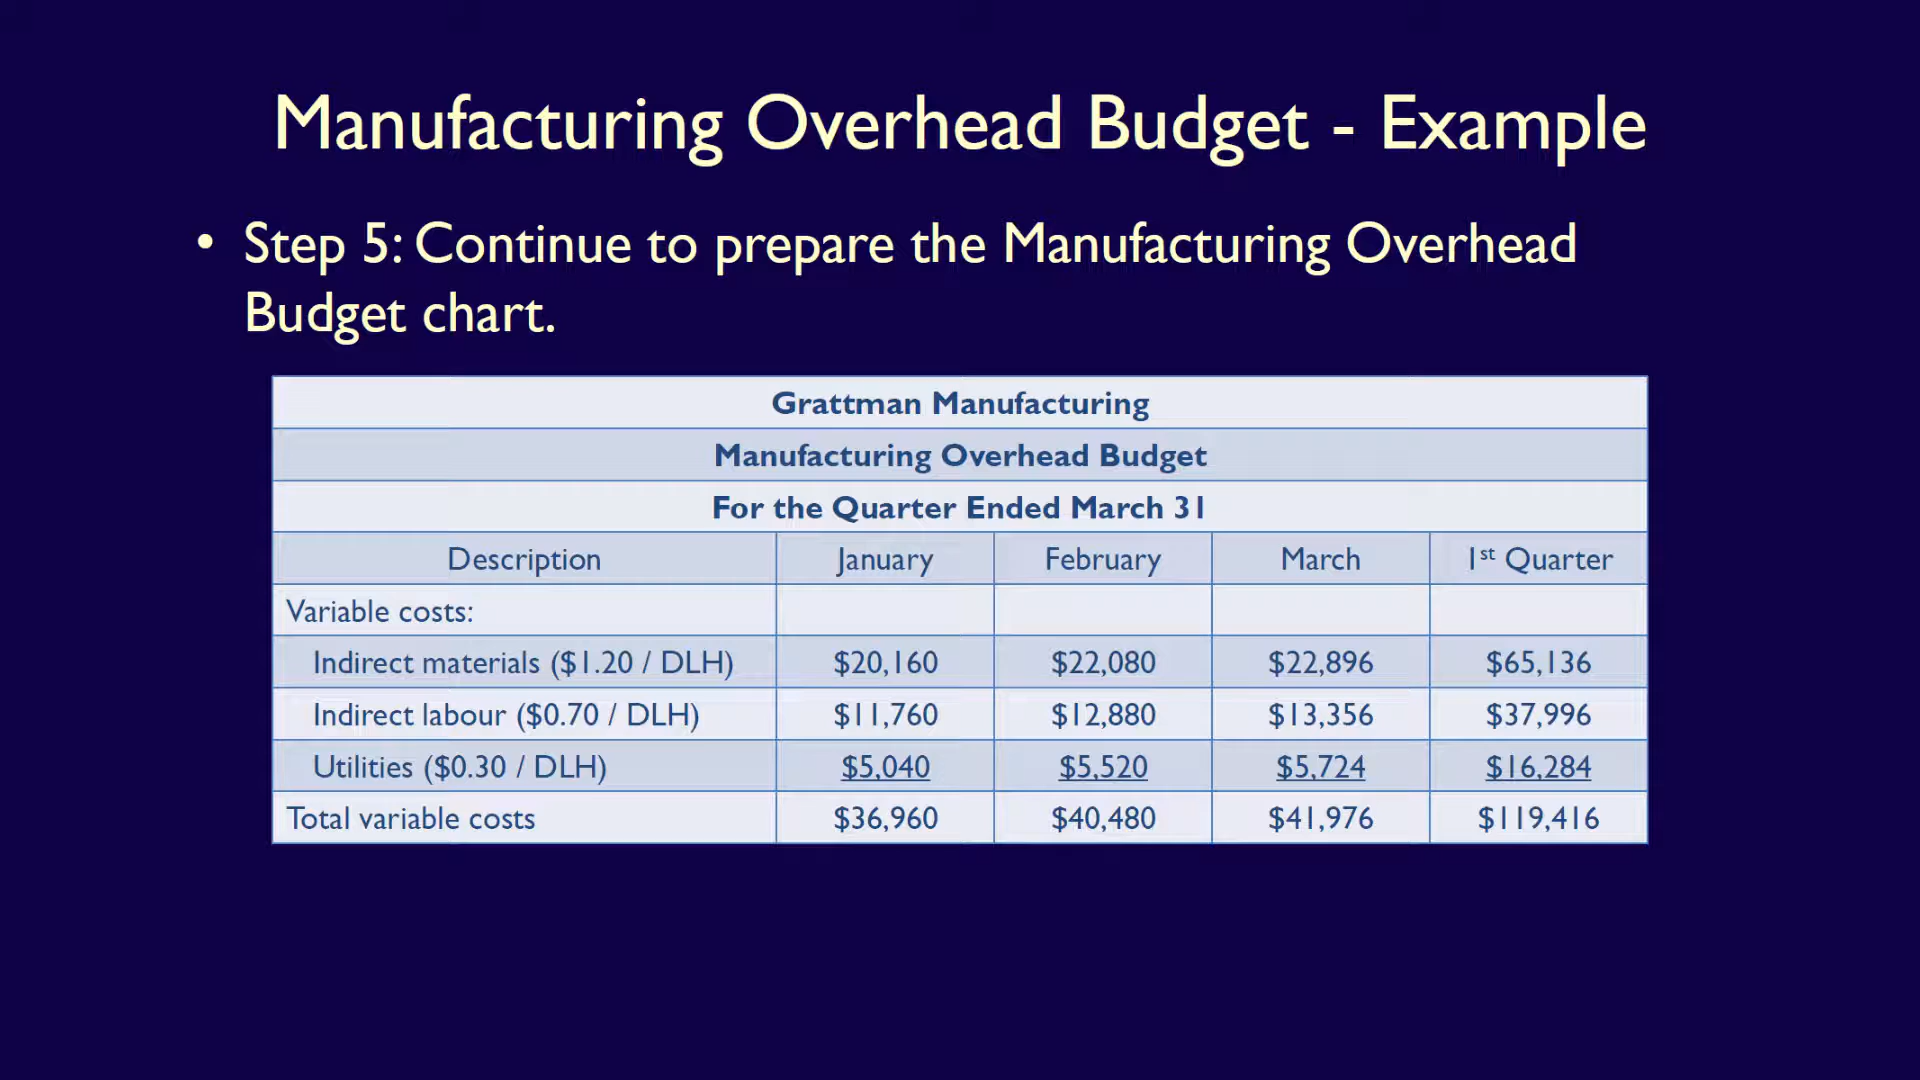 Manufacturing Overhead Budget - Example
• Step 5: Continue to prepare the Manufacturing Overhead
Budget chart.
Grattman Manufacturing
Manufacturing Overhead Budget
For the Quarter Ended March 31
Description January February March 1st Quarter
Variable costs:
Indirect materials ($1.20 / DLH) $20,160 $22,080 $22,896 $65,136
Indirect labour ($0.70 / DLH) $11,760 $12,880 $13,356 $37,996
Utilities ($0.30 / DLH) $5,040 $5,520 $5,724 $16,284
Total variable costs $36,960 $40,480 $41,976 $119,416